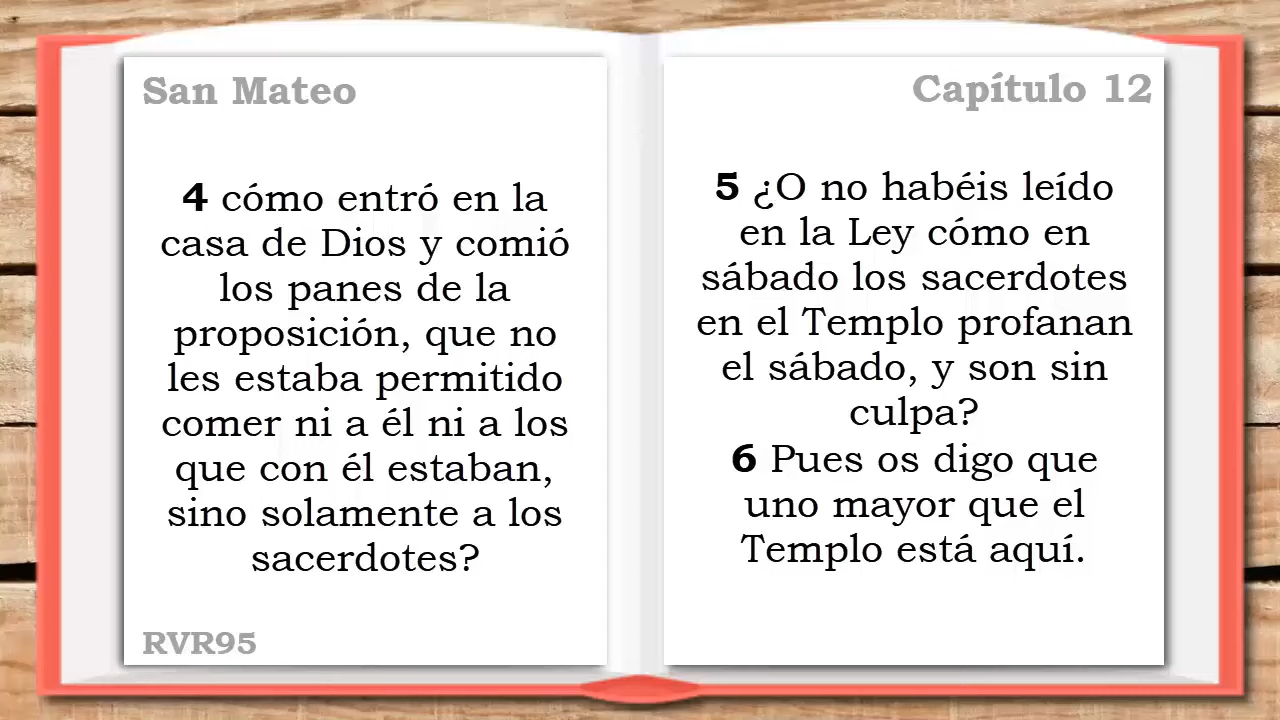 San Mateo
4 cómo entró en la
casa de Dios y comió
los panes de la
proposición, que no
les estaba permitido
comer ni a él ni a los
que con él estaban,
sino solamente a los
sacerdotes?
RVR95
Capítulo 12
5 ¿O no habéis leído
en la Ley cómo en
sábado los sacerdotes
en el Templo profanan
el sábado, y son sin
culpa?
6 Pues os digo que
uno mayor que el
Templo está aquí.